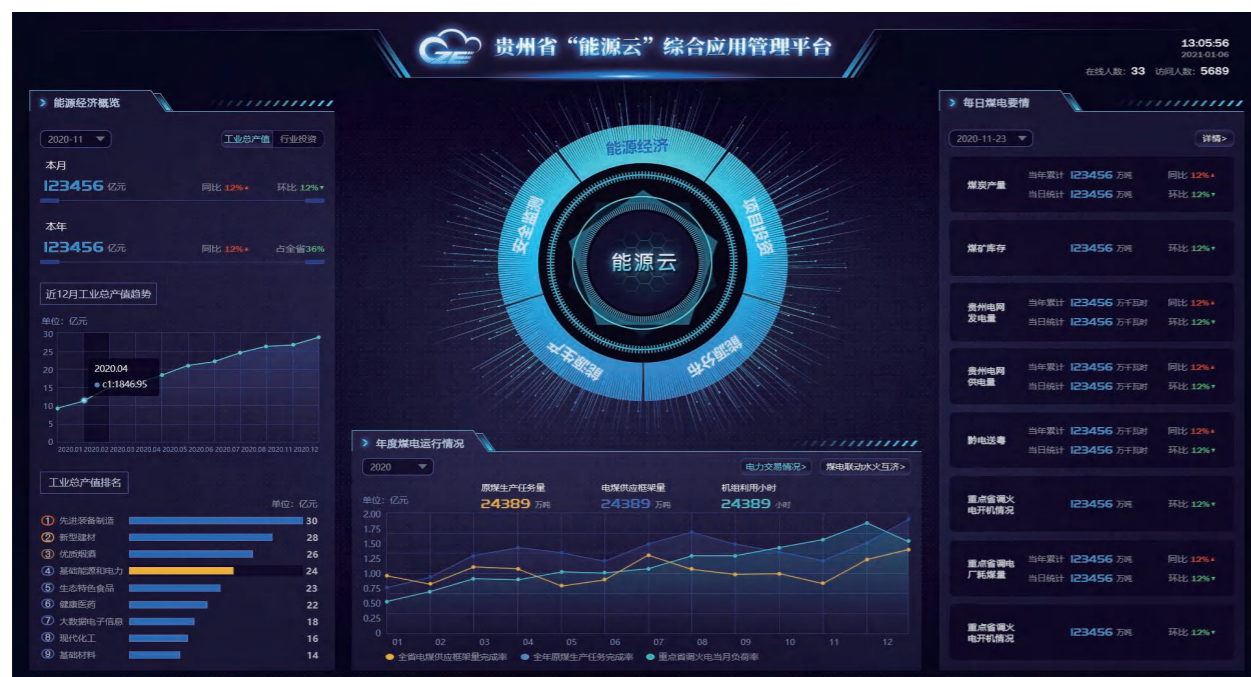 GZE
贵州省“能源云”综合应用管理平台
13:05:56
2021-01-06
在线人数: 33 访问人数: 5689
能源经济概览
2020-11
工业总产值 行业投资
本月
123456 亿元 同比 12% 环比 12%
本年
123456 亿元 同比 12% 占全省36%
近12月工业总产值趋势
单位: 亿元
30
25
20
15
10
5
0
2020.04
c1:1846.95
2020.01 2020.02 2020.03 2020.04 2020.05 2020.06 2020.07 2020.08 2020.11 2020.12
工业总产值排名
单位: 亿元
① 先进装备制造 30
② 新型建材 28
③ 优质烟酒 26
④ 基础能源和电力 24
⑤ 生态特色食品 23
⑥ 健康医药 22
⑦ 大数据电子信息 18
⑧ 现代化工 16
⑨ 基础材料 14
能源经济
项目投资
能源分布
能源生产
安全监测
能源云
年度煤电运行情况
2020
电力交易情况> 煤电联动水火互济>
原煤生产任务量 电煤供应框架量 机组利用小时
24389 万吨 24389 万吨 24389 小时
单位: 亿元
2.00
1.75
1.50
1.25
1.00
0.75
0.50
0.25
0
01 02 03 04 05 06 07 08 09 10 11 12
全省电煤供应框架量完成率 全年原煤生产任务完成率 重点省调火电当月负荷率
每日煤电要情
2020-11-23
详情>
煤炭产量
当年累计 123456 万吨 同比 12%
当日统计 123456 万吨 环比 12%
煤矿库存 123456 万吨 环比 12%
贵州电网
发电量
当年累计 123456 万千瓦时 同比 12%
当日统计 123456 万千瓦时 环比 12%
贵州电网
供电量
当年累计 123456 万千瓦时 同比 12%
当日统计 123456 万千瓦时 环比 12%
黔电送粤
当年累计 123456 万千瓦时 同比 12%
当日统计 123456 万千瓦时 环比 12%
重点省调火
电开机情况
123456 万吨 环比 12%
重点省调电
厂耗煤量
当年累计 123456 万吨 同比 12%
当日统计 123456 万吨 环比 12%
重点省调火
电开机情况
123456 万吨 环比 12%